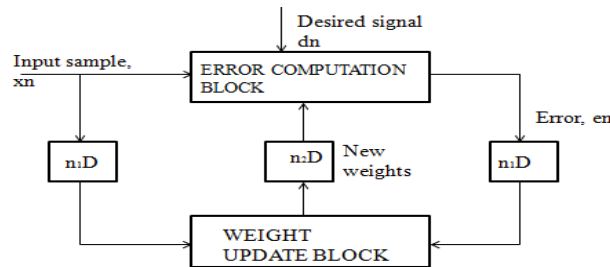 Desired signal
dn
Input sample,
xn
ERROR COMPUTATION
BLOCK
Error, en
n₁D
n₂D
New
weights
n₁D
WEIGHT
UPDATE BLOCK